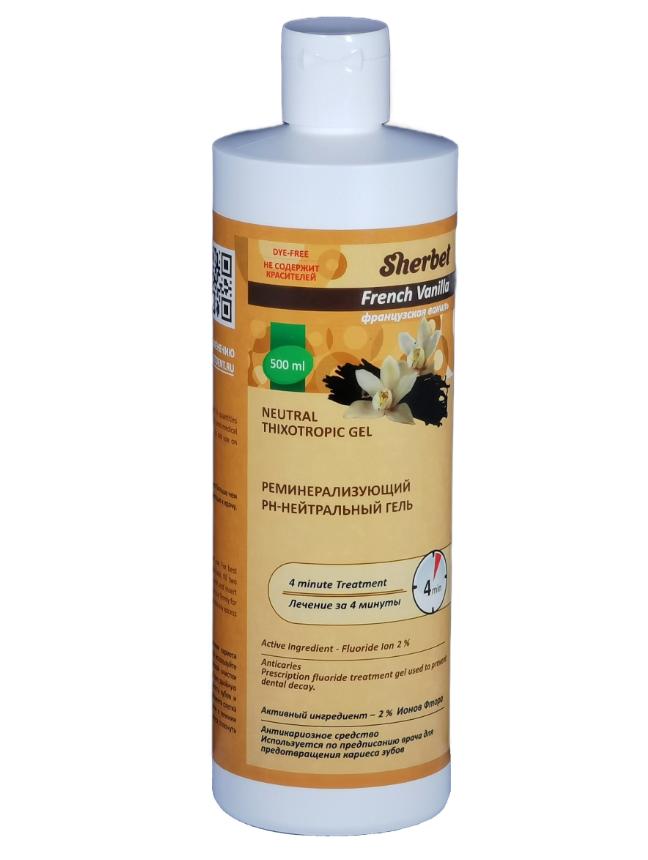 DYE-FREE
НЕ СОДЕРЖИТ
КРАСИТЕЛЕЙ
Sherbet
French Vanilla
французская ваниль
500 ml
NEUTRAL
THIXOTROPIC GEL
РЕМИНЕРАЛИЗУЮЩИЙ
РН-НЕЙТРАЛЬНЫЙ ГЕЛЬ
4 minute Treatment
Лечение за 4 минуты
4 min
Active Ingredient - Fluoride Ion 2 %
Anticaries
Prescription fluoride treatment gel used to prevent
dental decay.
Активный ингредиент – 2 % Ионов Фтора
Антикариозное средство
Используется по предписанию врача для
предотвращения кариеса зубов